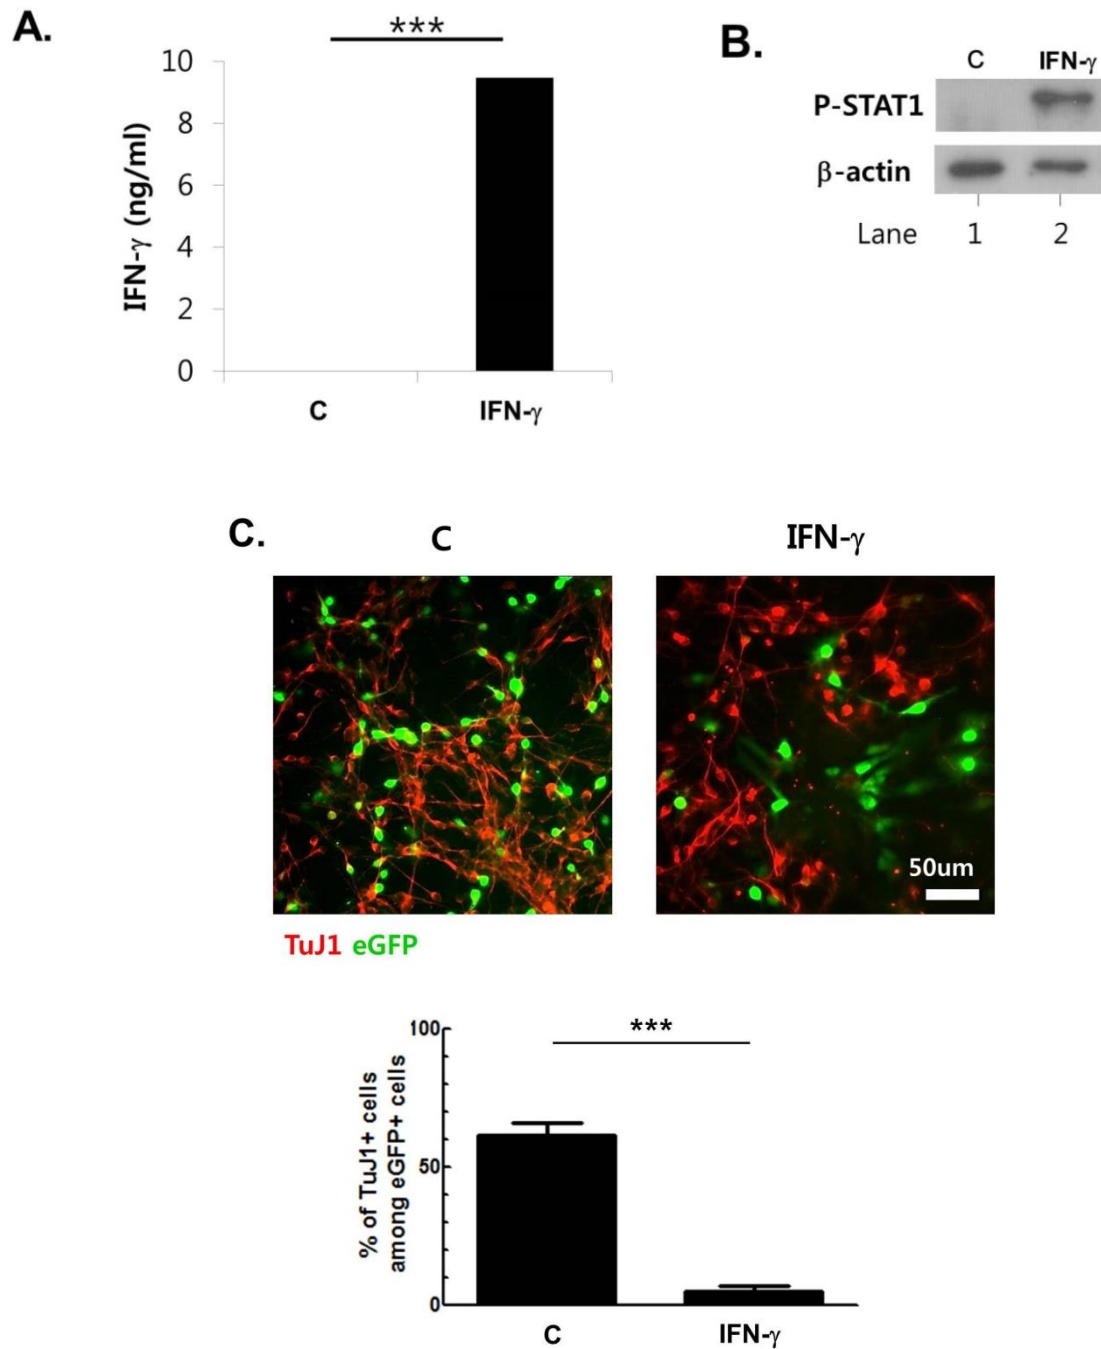 A.
***
10
8
6
4
2
0
IFN-γ (ng/ml)
C IFN-γ
B.
C IFN-γ
P-STAT1
β-actin
Lane 1 2
C.
C IFN-γ
50um
TuJ1 eGFP
***
100
50
0
% of TuJ1+ cells
among eGFP+ cells
C IFN-γ